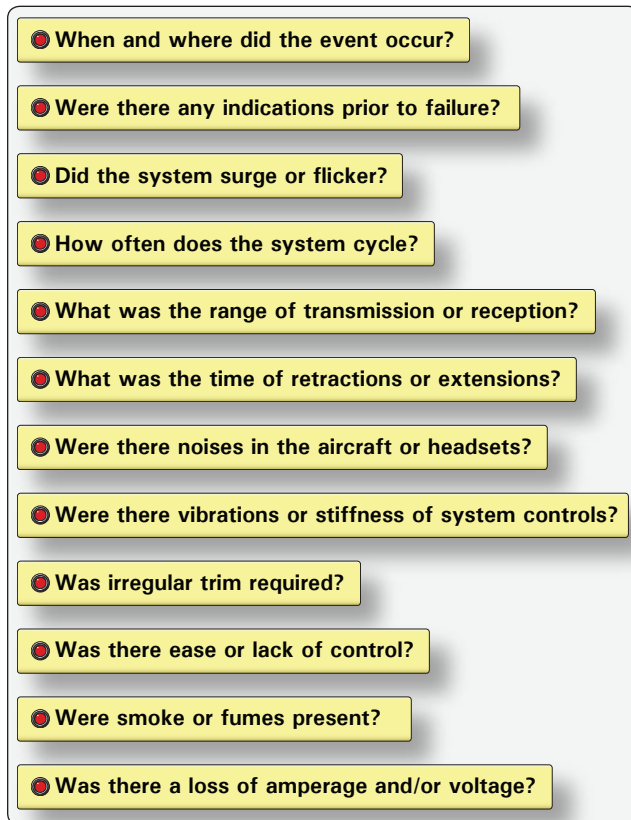 When and where did the event occur?
Were there any indications prior to failure?
Did the system surge or flicker?
How often does the system cycle?
What was the range of transmission or reception?
What was the time of retractions or extensions?
Were there noises in the aircraft or headsets?
Were there vibrations or stiffness of system controls?
Was irregular trim required?
Was there ease or lack of control?
Were smoke or fumes present?
Was there a loss of amperage and/or voltage?